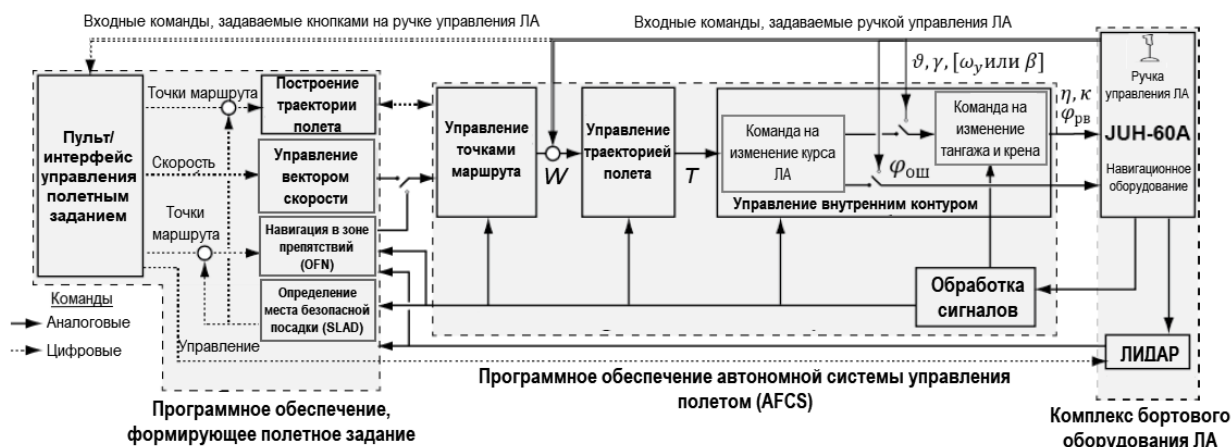 Входные команды, задаваемые кнопками на ручке управления ЛА
Входные команды, задаваемые ручкой управления ЛА
Пульт/
интерфейс
управления
полетным
заданием
Точки маршрута
Скорость
Точки
маршрута
Управление
Построение
траектории
полета
Управление
вектором
скорости
Навигация в зоне
препятствий
(OFN)
Определение
места безопасной
посадки (SLAD)
Команды
Аналоговые
Цифровые
Программное обеспечение,
формирующее полетное задание
Управление
точками
маршрута
W
Управление
траекторией
полета
T
ϑ, γ, [ω_y или β]
Команда на
изменение курса
ЛА
φ_ош
Команда на
изменение
тангажа и крена
Управление внутренним контуром
Обработка
сигналов
Программное обеспечение автономной системы управления
полетом (AFCS)
η, κ
φ_рв
Ручка
управления ЛА
JUH-60A
Навигационное
оборудование
ЛИДАР
Комплекс бортового
оборудования ЛА